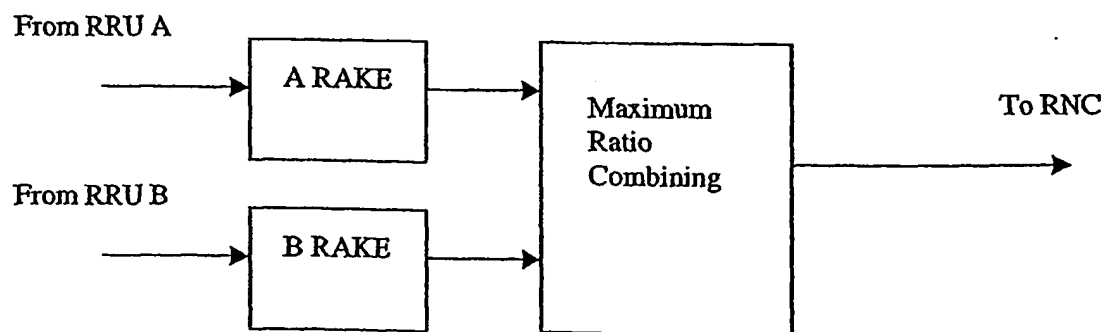 From RRU A
A RAKE
Maximum
Ratio
Combining
To RNC
From RRU B
B RAKE